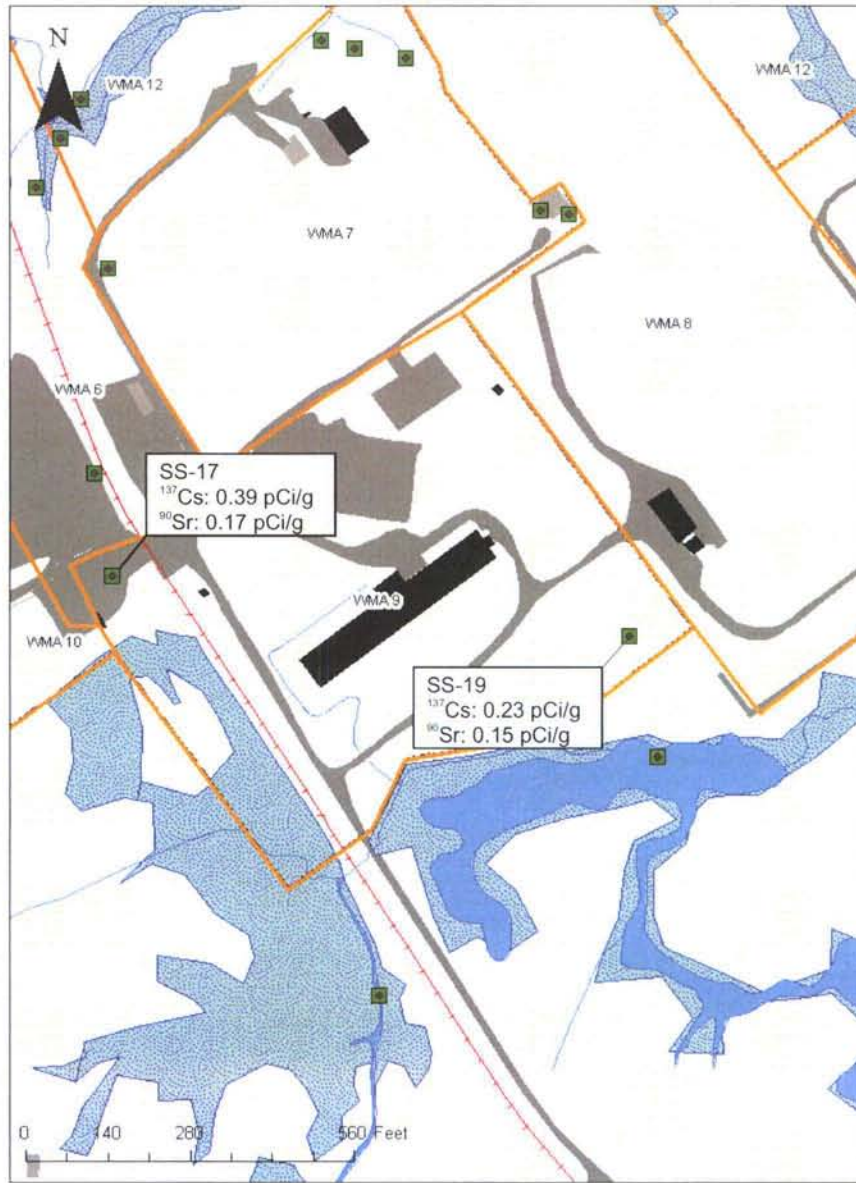 N
WMA 12
WMA 12
WMA 7
WMA 8
WMA 6
SS-17
¹³⁷Cs: 0.39 pCi/g
⁹⁰Sr: 0.17 pCi/g
WMA 9
WMA 10
SS-19
¹³⁷Cs: 0.23 pCi/g
⁹⁰Sr: 0.15 pCi/g
0 140 280 560 Feet